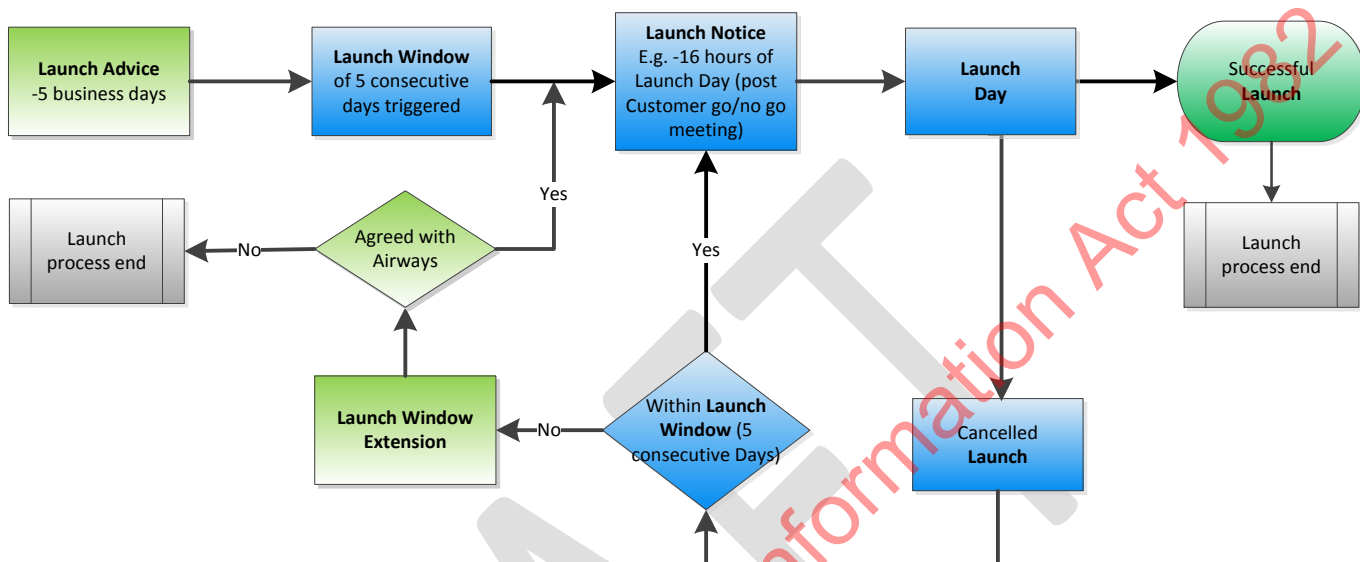 Launch Advice
-5 business days
Launch Window
of 5 consecutive
days triggered
Launch Notice
E.g. -16 hours of
Launch Day (post
Customer go/no go
meeting)
Launch
Day
Successful
Launch
Yes
Launch
process end
No
Agreed with
Airways
Yes
Launch
process end
Launch Window
Extension
No
Within Launch
Window (5
consecutive Days)
Cancelled
Launch
formation Act 1982